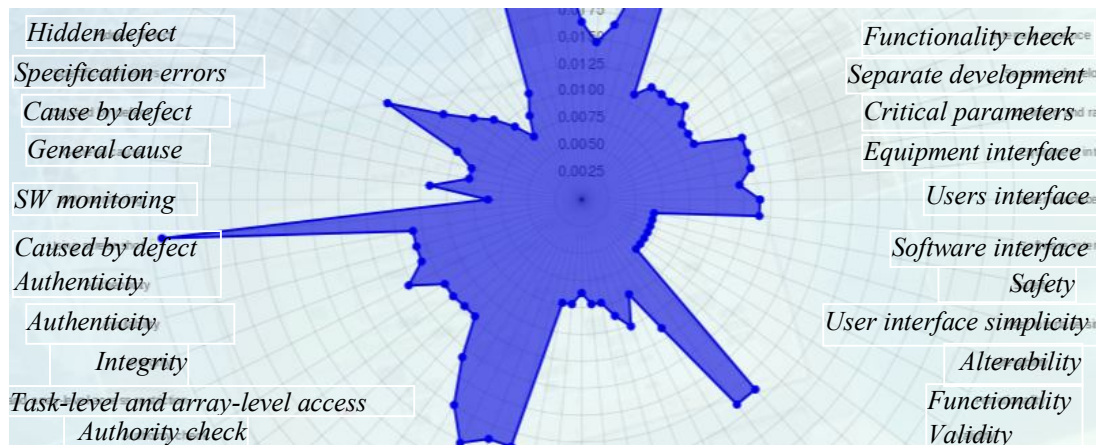 Hidden defect
Specification errors
Cause by defect
General cause
SW monitoring
Caused by defect
Authenticity
Authenticity
Integrity
Task-level and array-level access
Authority check
0.0175
0.0150
0.0125
0.0100
0.0075
0.0050
0.0025
Functionality check
Separate development
Critical parameters
Equipment interface
Users interface
Software interface
Safety
User interface simplicity
Alterability
Functionality
Validity